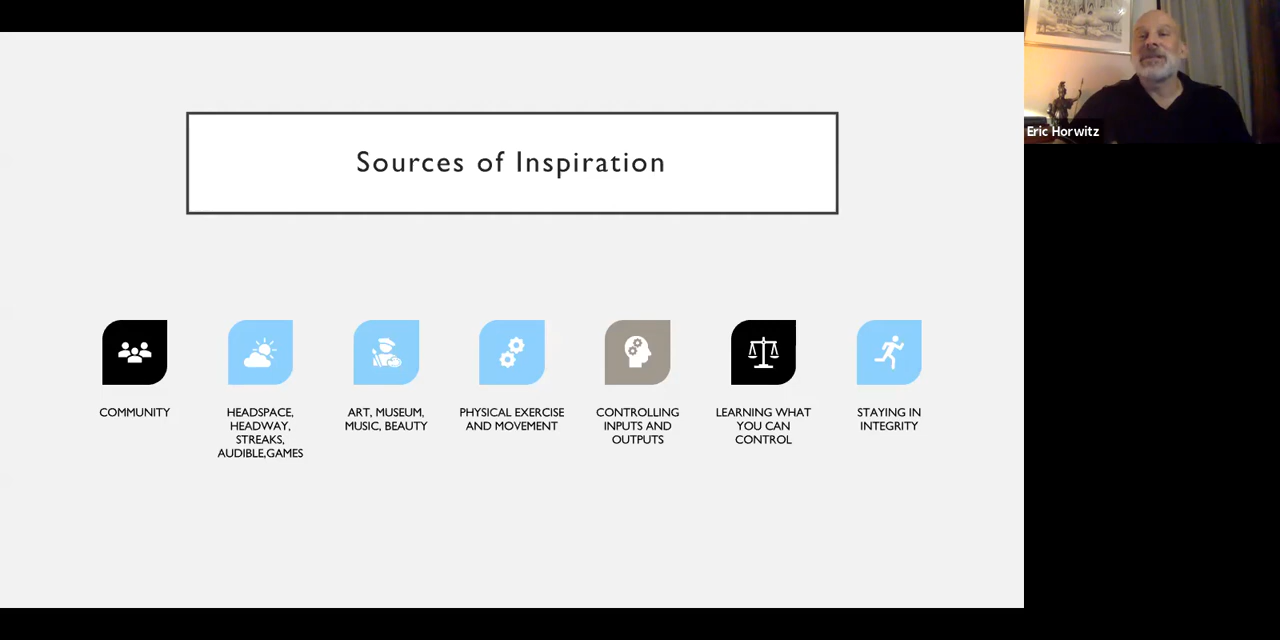 Sources of Inspiration
Eric Horwitz
COMMUNITY
HEADSPACE,
HEADWAY,
STREAKS,
AUDIBLE,GAMES
ART, MUSEUM,
MUSIC, BEAUTY
PHYSICAL EXERCISE
AND MOVEMENT
CONTROLLING
INPUTS AND
OUTPUTS
LEARNING WHAT
YOU CAN
CONTROL
STAYING IN
INTEGRITY